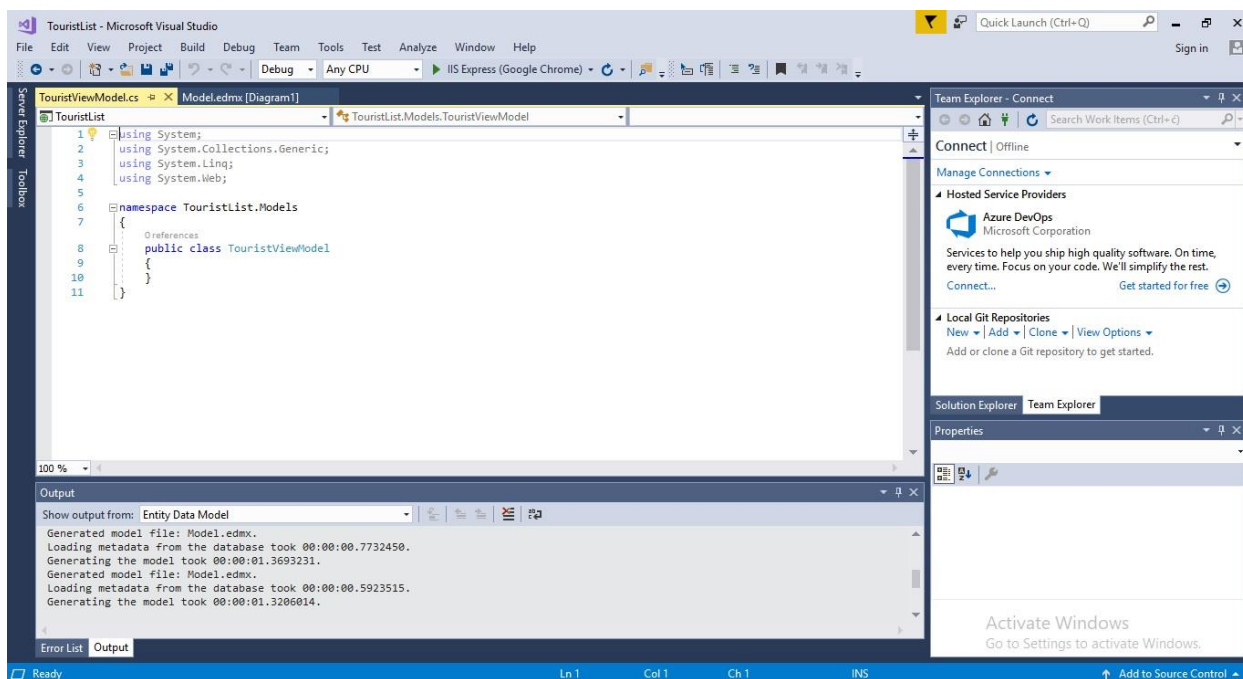 TouristList - Microsoft Visual Studio
Quick Launch (Ctrl+Q)
File Edit View Project Build Debug Team Tools Test Analyze Window Help
Sign in
Debug Any CPU IIS Express (Google Chrome)
Server Explorer
Toolbox
TouristViewModel.cs Model.edmx [Diagram1]
TouristList TouristList.Models.TouristViewModel
1 using System;
2 using System.Collections.Generic;
3 using System.Linq;
4 using System.Web;
5
6 namespace TouristList.Models
7 {
0 references
8 public class TouristViewModel
9 {
10 }
11 }
100 %
Output
Show output from: Entity Data Model
Generated model file: Model.edmx.
Loading metadata from the database took 00:00:00.7732450.
Generating the model took 00:00:01.3693231.
Generated model file: Model.edmx.
Loading metadata from the database took 00:00:00.5923515.
Generating the model took 00:00:01.3206014.
Error List Output
Team Explorer - Connect
Search Work Items (Ctrl+ć)
Connect | Offline
Manage Connections
Hosted Service Providers
Azure DevOps
Microsoft Corporation
Services to help you ship high quality software. On time,
every time. Focus on your code. We'll simplify the rest.
Connect... Get started for free
Local Git Repositories
New | Add | Clone | View Options
Add or clone a Git repository to get started.
Solution Explorer Team Explorer
Properties
Activate Windows
Go to Settings to activate Windows.
Ready Ln 1 Col 1 Ch 1 INS Add to Source Control